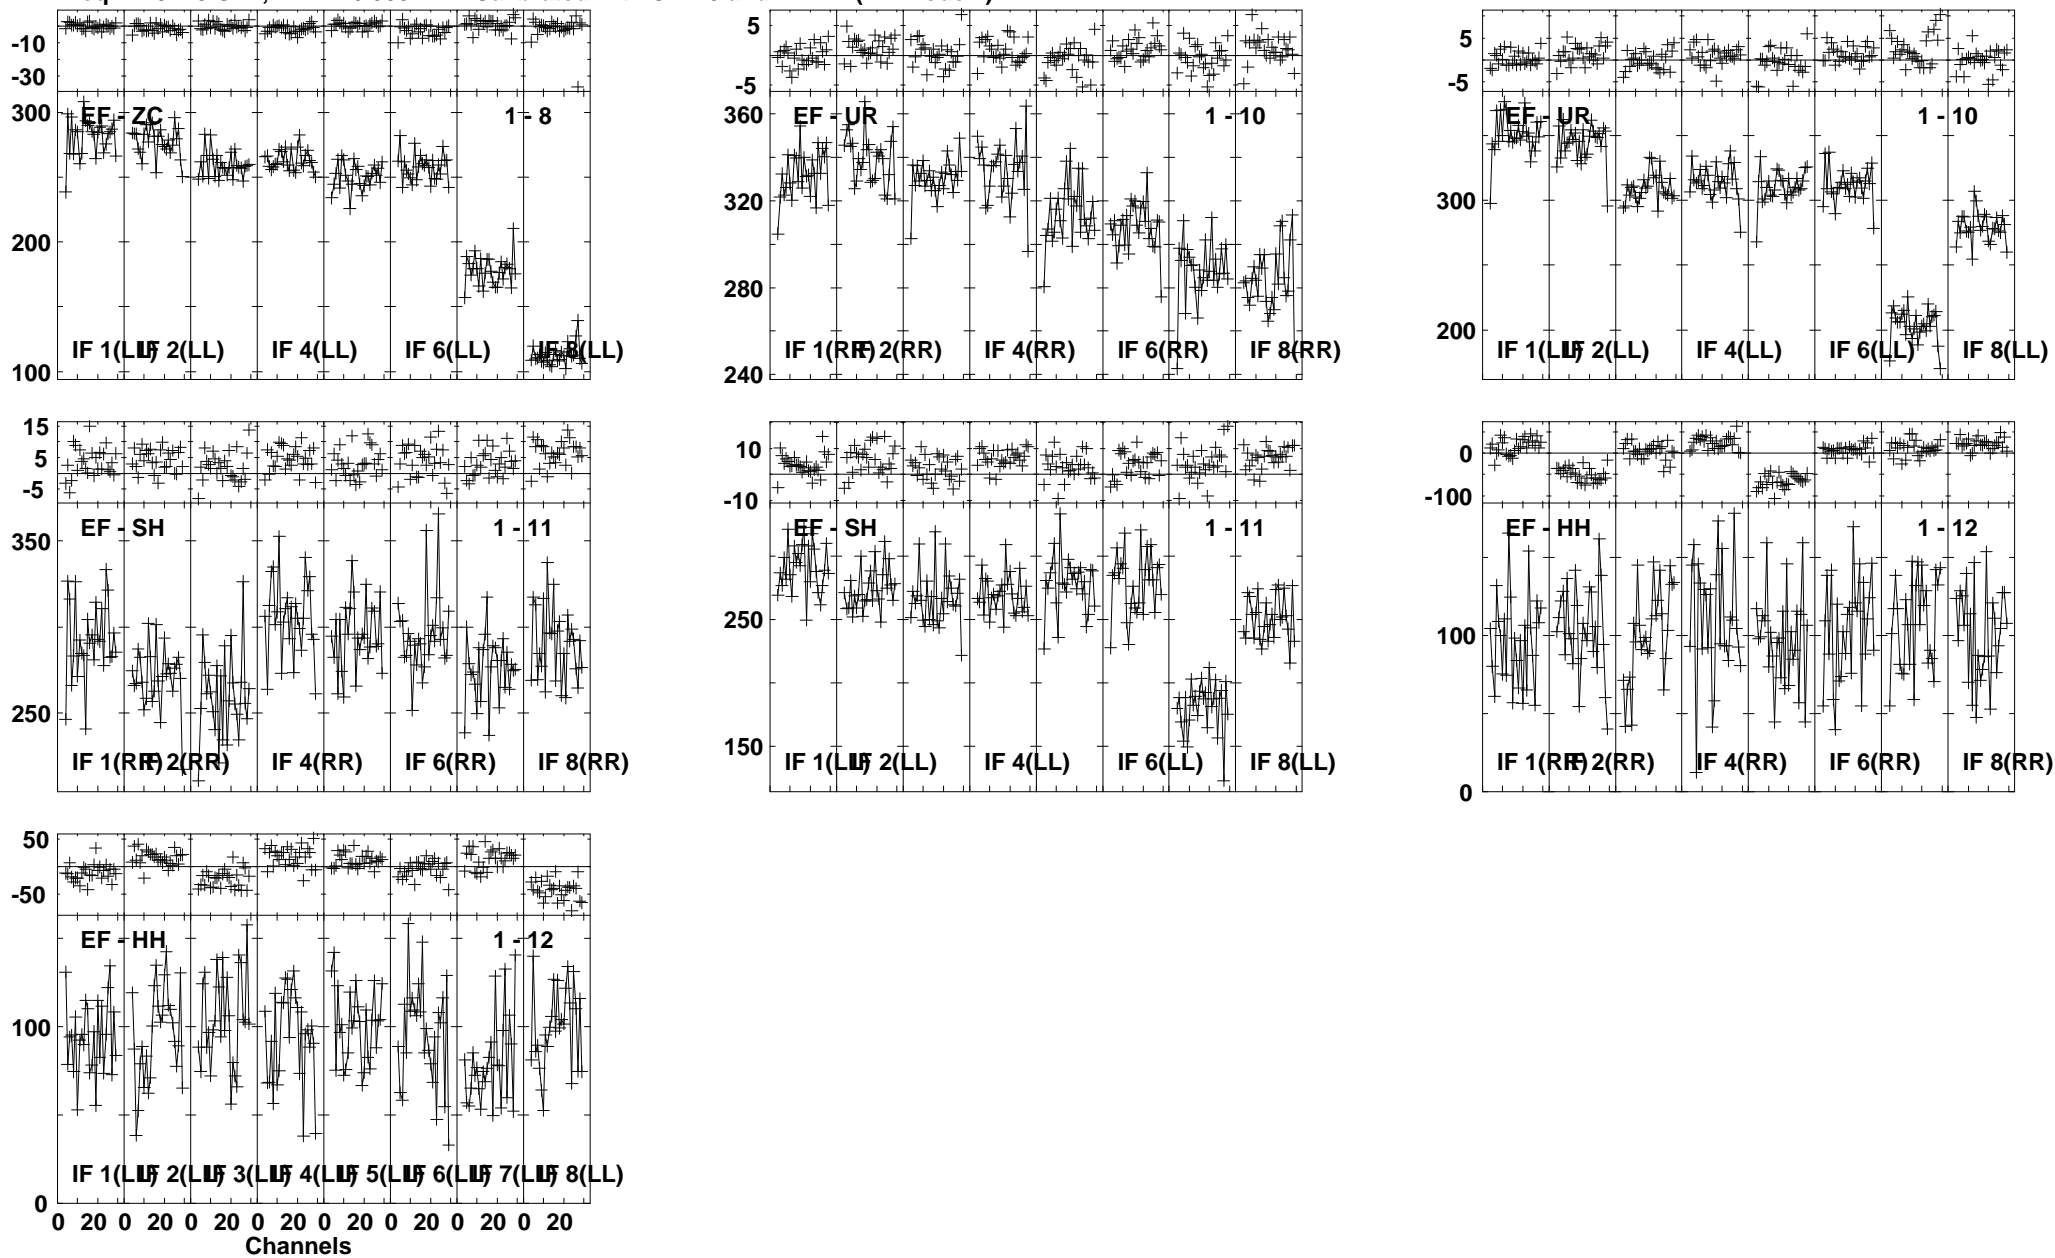 -10
-30
300
200
100
EF - ZC
1 - 8
IF 1(LL) IF 2(LL) IF 4(LL) IF 6(LL) IF 8(LL)
5
-5
360
320
280
240
EF - UR
1 - 10
IF 1(RR) IF 2(RR) IF 4(RR) IF 6(RR) IF 8(RR)
5
-5
300
200
EF - UR
1 - 10
IF 1(LL) IF 2(LL) IF 4(LL) IF 6(LL) IF 8(LL)
15
5
-5
350
250
EF - SH
1 - 11
IF 1(RR) IF 2(RR) IF 4(RR) IF 6(RR) IF 8(RR)
10
-10
250
150
EF - SH
1 - 11
IF 1(LL) IF 2(LL) IF 4(LL) IF 6(LL) IF 8(LL)
0
-100
100
0
EF - HH
1 - 12
IF 1(RR) IF 2(RR) IF 4(RR) IF 6(RR) IF 8(RR)
50
-50
100
0
EF - HH
1 - 12
IF 1(LL) IF 2(LL) IF 3(LL) IF 4(LL) IF 5(LL) IF 6(LL) IF 7(LL) IF 8(LL)
0 20 0 20 0 20 0 20 0 20 0 20 0 20 0 20
Channels